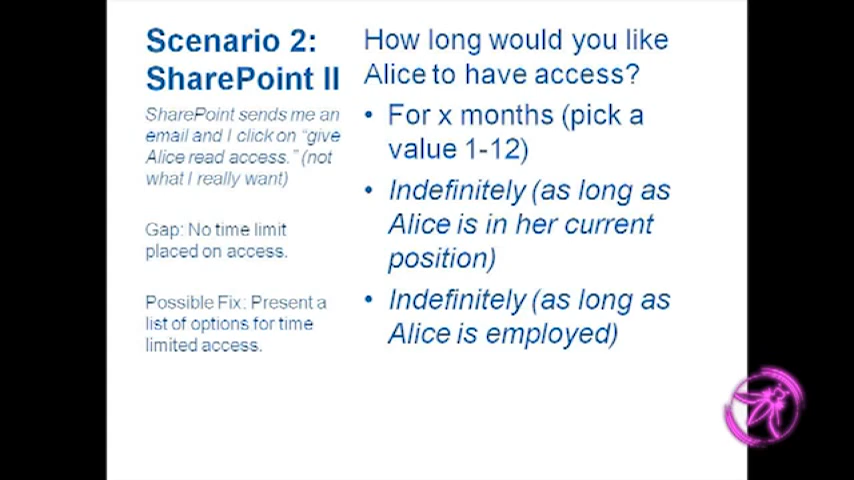 Scenario 2:
SharePoint II
SharePoint sends me an
email and I click on “give
Alice read access.” (not
what I really want)
Gap: No time limit
placed on access.
Possible Fix: Present a
list of options for time
limited access.
How long would you like
Alice to have access?
• For x months (pick a
value 1-12)
• Indefinitely (as long as
Alice is in her current
position)
• Indefinitely (as long as
Alice is employed)